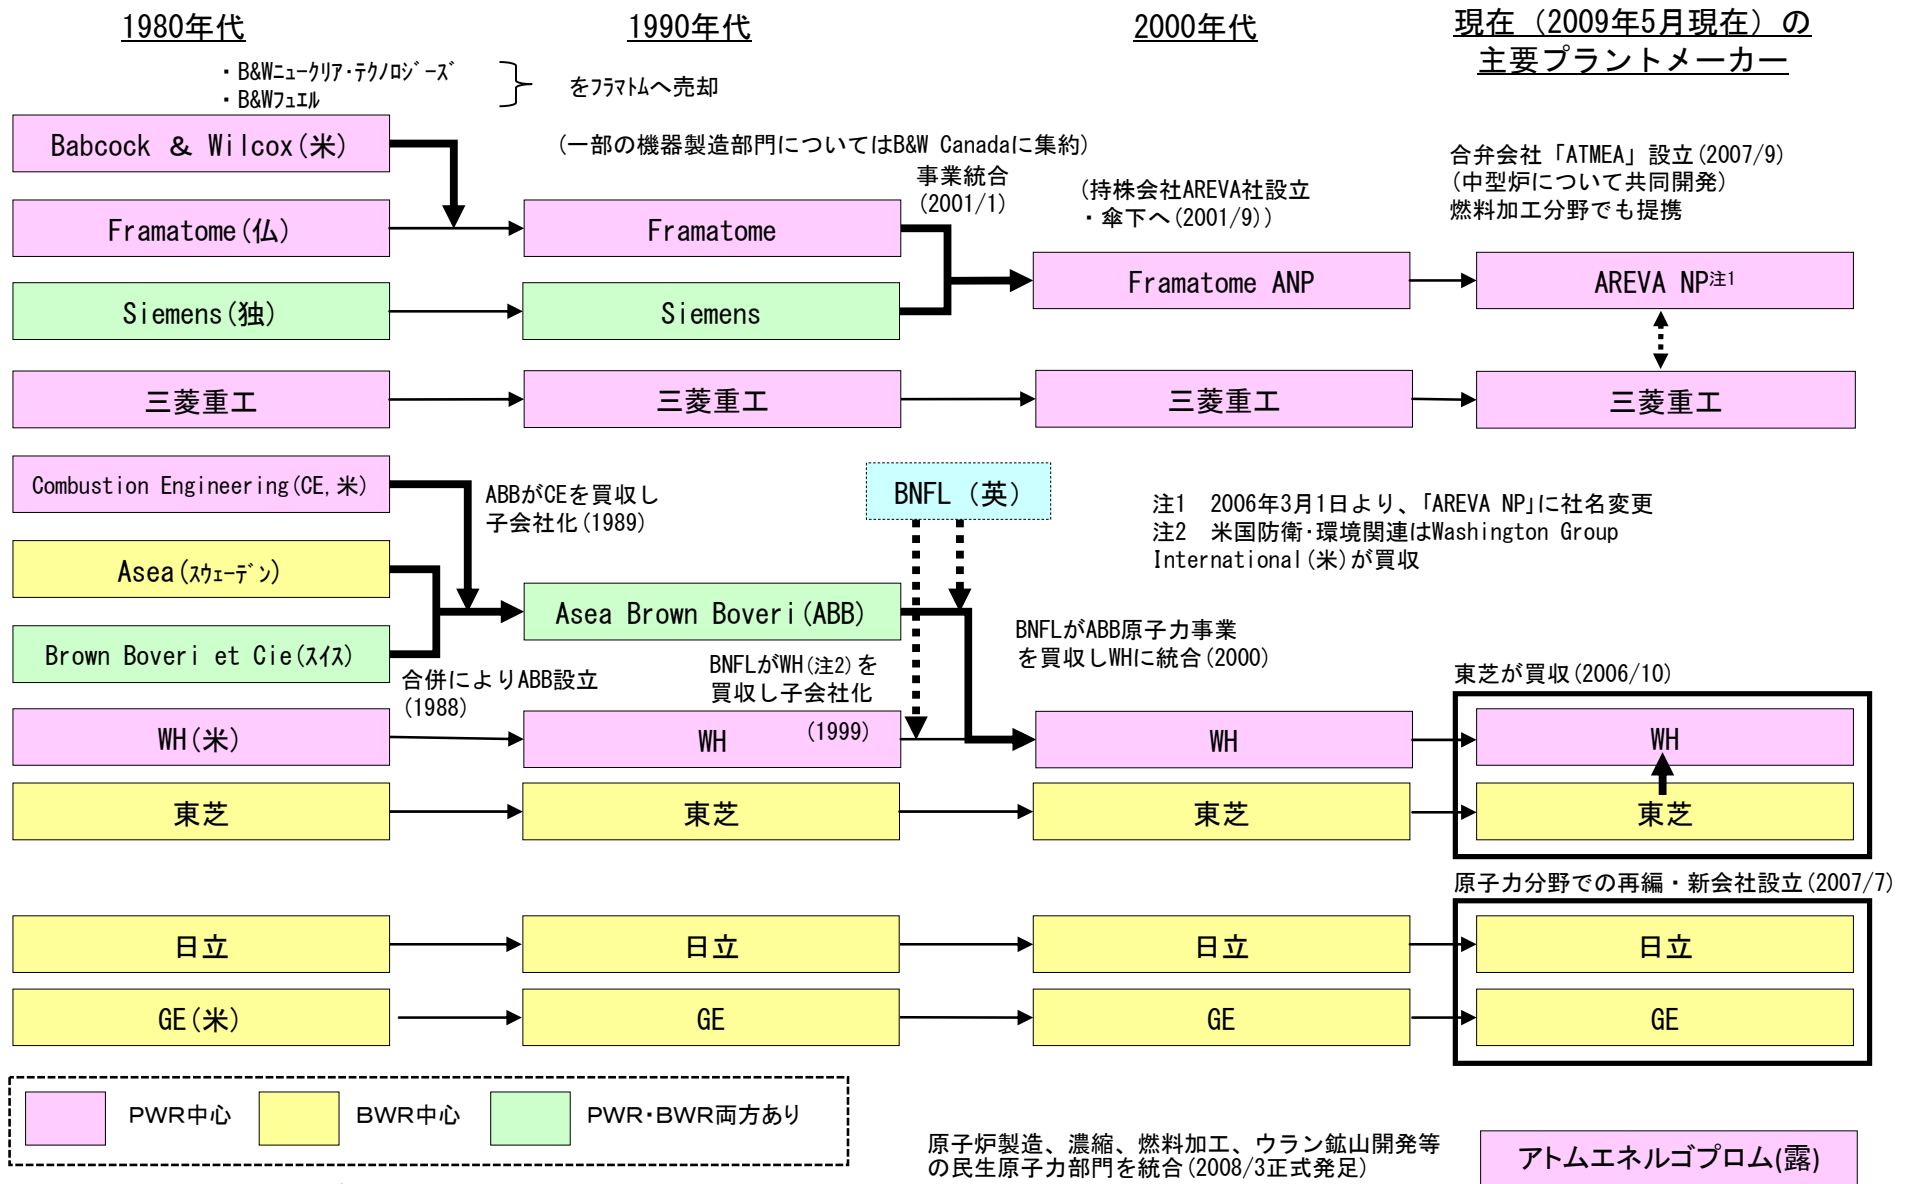 1980年代
1990年代
2000年代
現在（2009年5月現在）の
主要プラントメーカー
・B&Wﾆｭｰｸﾘｱ･ﾃｸﾉﾛｼﾞｰｽﾞ
・B&Wﾌｭｴﾙ
をﾌﾗﾏﾄﾑへ売却
Babcock ＆ Wilcox(米)
(一部の機器製造部門についてはB&W Canadaに集約)
事業統合
(2001/1)
(持株会社AREVA社設立
・傘下へ(2001/9))
合弁会社「ATMEA」設立(2007/9)
(中型炉について共同開発)
燃料加工分野でも提携
Framatome(仏)
Framatome
Framatome ANP
AREVA NP注1
Siemens(独)
Siemens
三菱重工
三菱重工
三菱重工
三菱重工
Combustion Engineering(CE,米)
ABBがCEを買収し
子会社化(1989)
BNFL（英）
注1　2006年3月1日より、｢AREVA NP｣に社名変更
注2　米国防衛･環境関連はWashington Group
International(米)が買収
Asea(ｽｳｪｰﾃﾞﾝ)
Asea Brown Boveri(ABB)
Brown Boveri et Cie(ｽｲｽ)
合併によりABB設立
(1988)
BNFLがWH(注2)を
買収し子会社化
(1999)
BNFLがABB原子力事業
を買収しWHに統合(2000)
東芝が買収(2006/10)
WH(米)
WH
WH
WH
東芝
東芝
東芝
東芝
原子力分野での再編・新会社設立(2007/7)
日立
日立
日立
日立
GE(米)
GE
GE
GE
PWR中心
BWR中心
PWR･BWR両方あり
原子炉製造、濃縮、燃料加工、ウラン鉱山開発等
の民生原子力部門を統合(2008/3正式発足)
アトムエネルゴプロム(露)